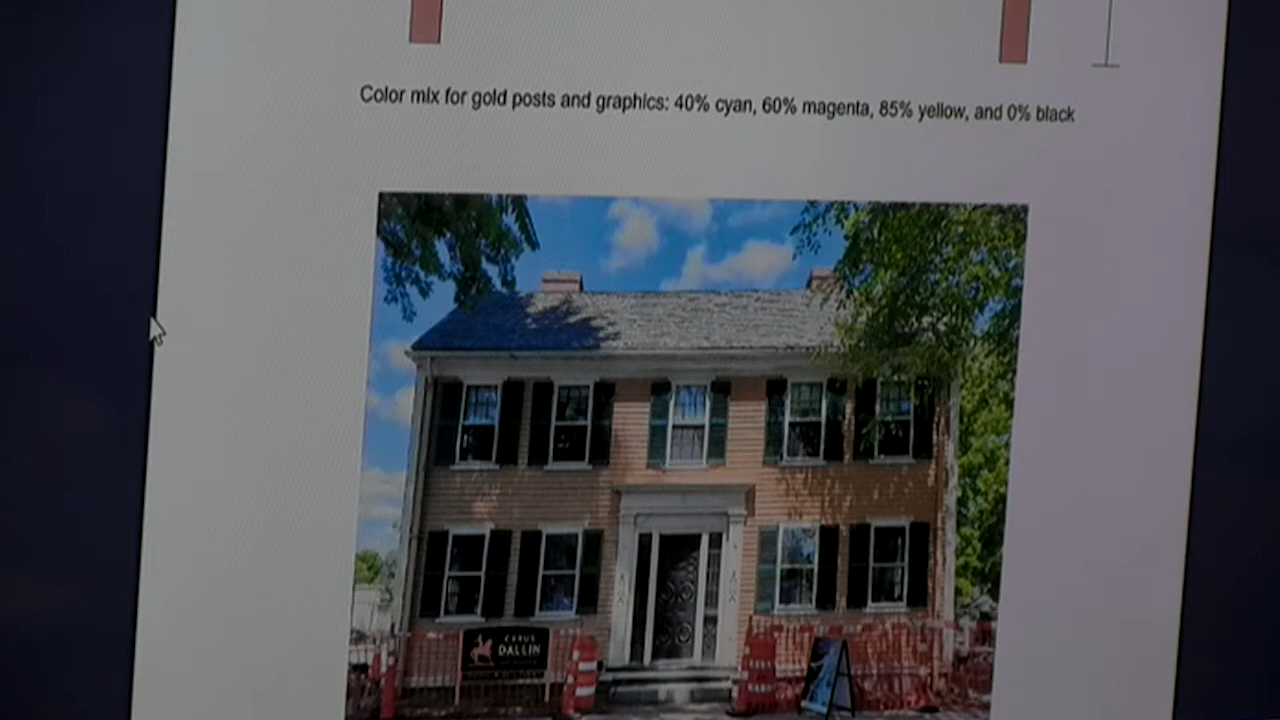 Color mix for gold posts and graphics: 40% cyan, 60% magenta, 85% yellow, and 0% black
CYRUS
DALLIN